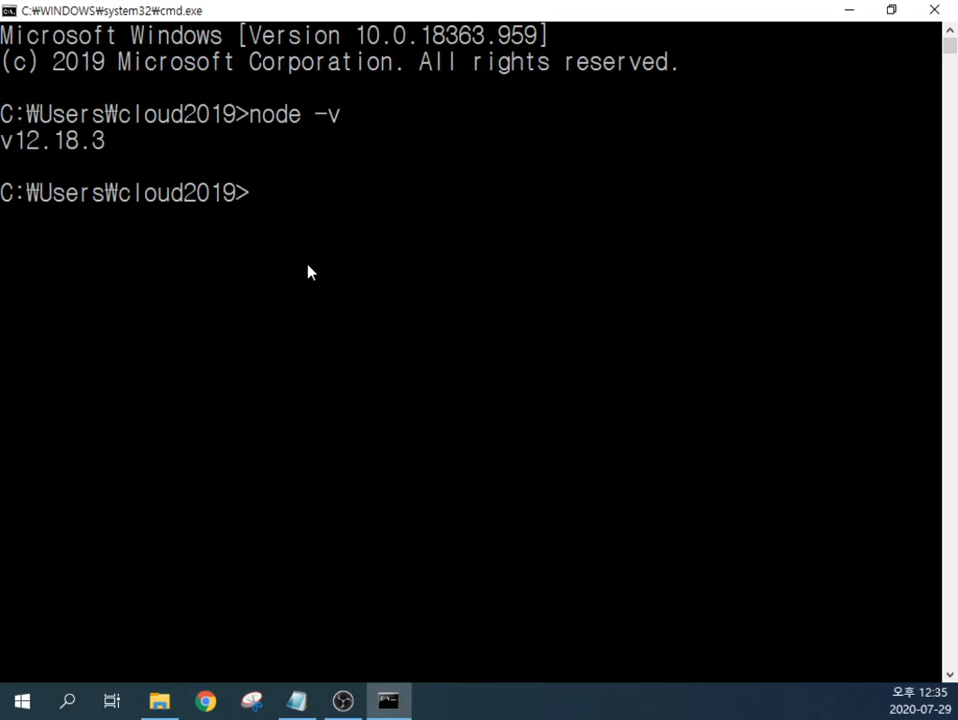 C:₩WINDOWS₩system32₩cmd.exe
Microsoft Windows [Version 10.0.18363.959]
(c) 2019 Microsoft Corporation. All rights reserved.
C:₩Users₩cloud2019>node -v
v12.18.3
C:₩Users₩cloud2019>
오후 12:35
2020-07-29